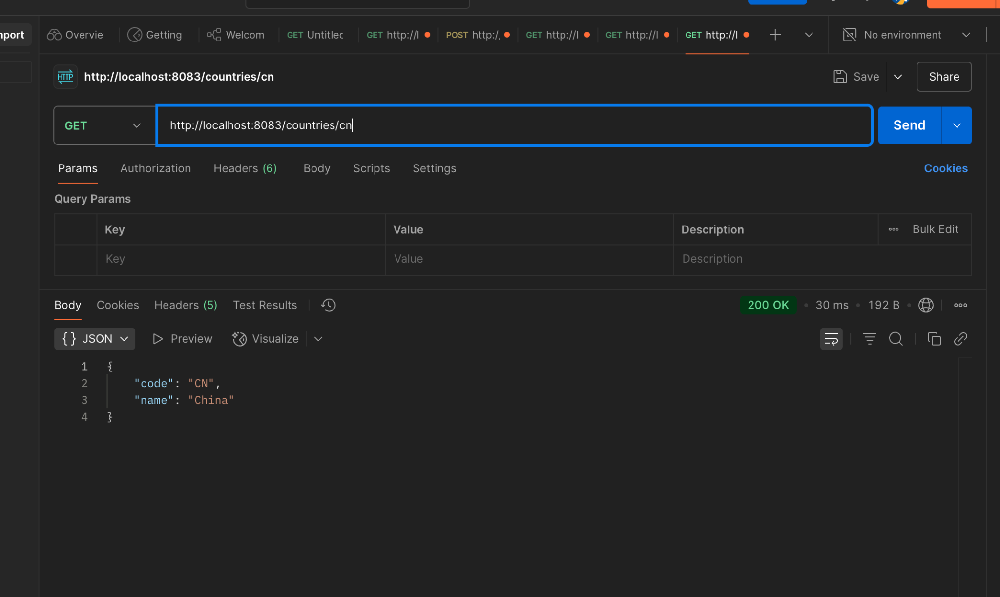 mport
Overvie
Getting
Welcom
GET Untitlec
GET http://l
POST http:/.
GET http://l
GET http://l
GET http://l
No environment
HTTP
http://localhost:8083/countries/cn
Save
Share
GET
http://localhost:8083/countries/cn
Send
Params
Authorization
Headers (6)
Body
Scripts
Settings
Cookies
Query Params
Key
Value
Description
Bulk Edit
Key
Value
Description
Body
Cookies
Headers (5)
Test Results
200 OK
30 ms
192 B
{} JSON
Preview
Visualize
1 {
2 "code": "CN",
3 "name": "China"
4 }